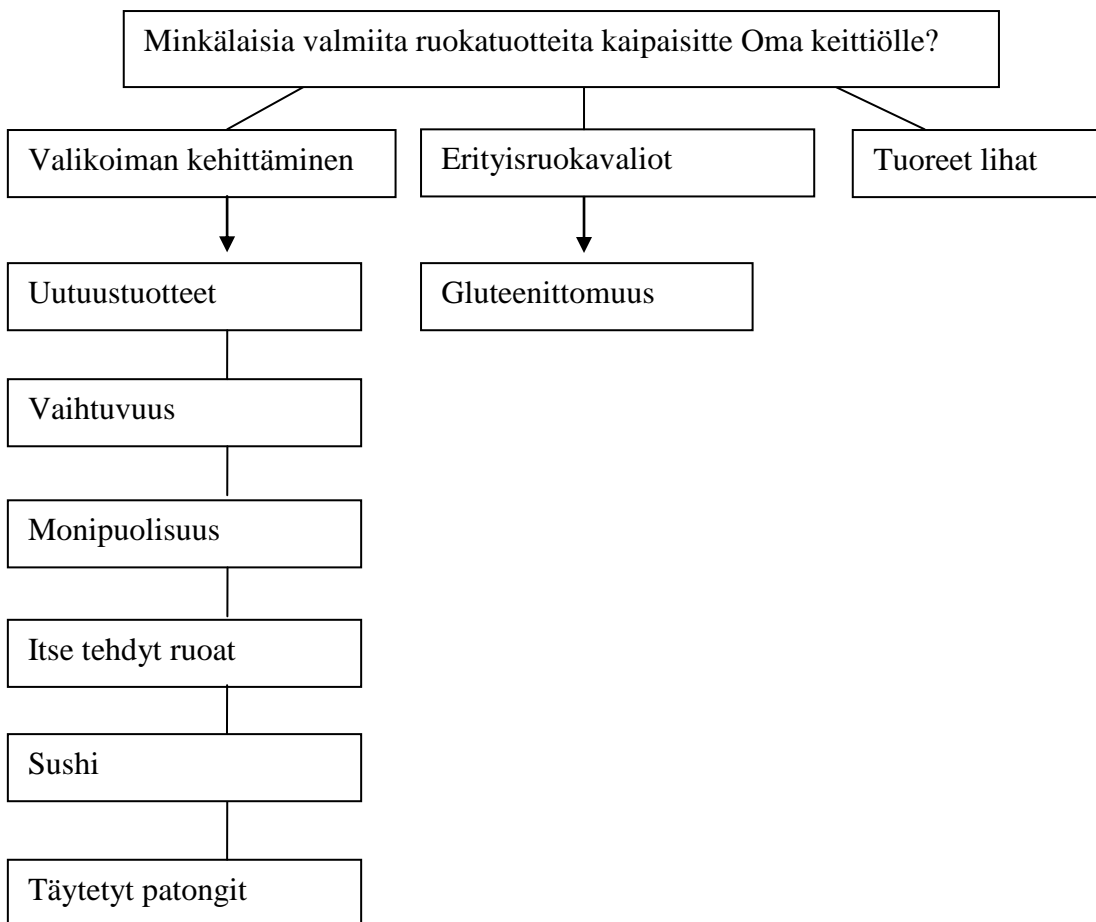 Minkälaisia valmiita ruokatuotteita kaipaisitte Oma keittiölle?
Valikoiman kehittäminen
Erityisruokavaliot
Tuoreet lihat
Uutuustuotteet
Gluteenittomuus
Vaihtuvuus
Monipuolisuus
Itse tehdyt ruoat
Sushi
Täytetyt patongit